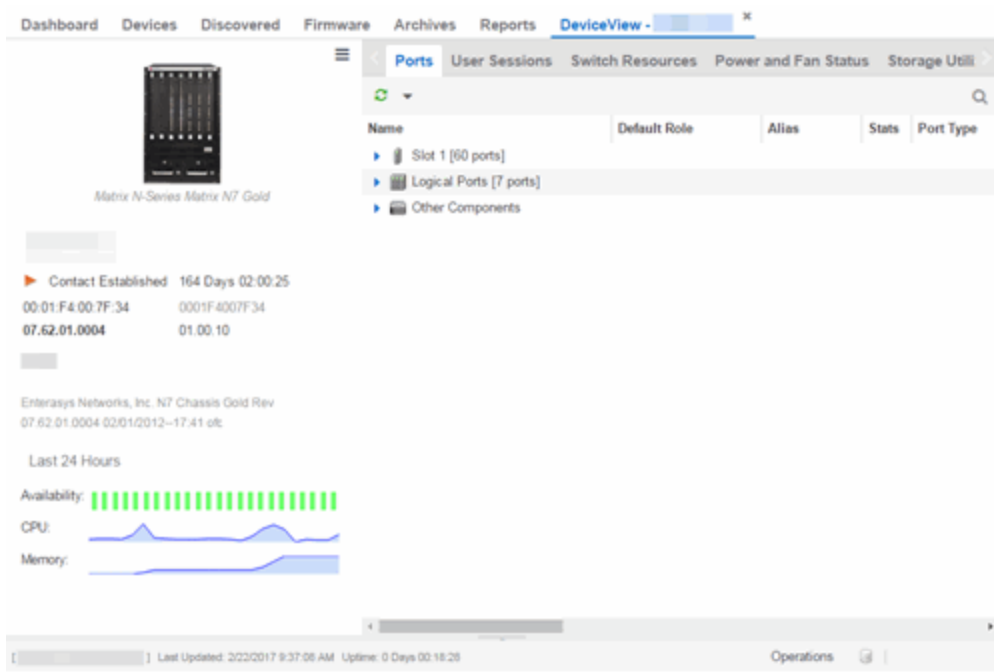 Dashboard Devices Discovered Firmware Archives Reports DeviceView -
Ports User Sessions Switch Resources Power and Fan Status Storage Utili
Name Default Role Alias Stats Port Type
Slot 1 [60 ports]
Logical Ports [7 ports]
Other Components
Matrix N-Series Matrix N7 Gold
Contact Established 164 Days 02:00:25
00:01:F4:00:7F:34 0001F4007F34
07.62.01.0004 01.00.10
Enterasys Networks, Inc. N7 Chassis Gold Rev
07.62.01.0004 02/01/2012--17:41 ofc
Last 24 Hours
Availability:
CPU:
Memory:
[ ] Last Updated: 2/22/2017 9:37:08 AM Uptime: 0 Days 00:18:28 Operations